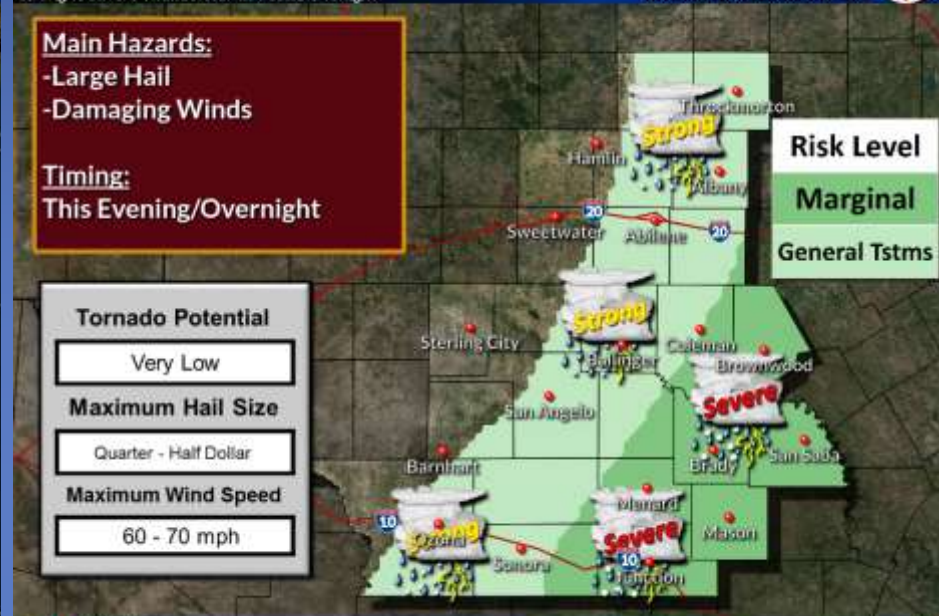 Main Hazards:
-Large Hail
-Damaging Winds
Timing:
This Evening/Overnight
Risk Level
Marginal
General Tstms
Tornado Potential
Very Low
Maximum Hail Size
Quarter - Half Dollar
Maximum Wind Speed
60 - 70 mph
Throckmorton
Strong
Hamlin
Albany
20
Sweetwater
Abilene
20
Strong
Sterling City
Ballinger
Coleman
Brownwood
Severe
San Angelo
Barnhart
Brady
San Saba
Menard
10
Strong
Ozona
Severe
Mason
Sonora
10
Junction